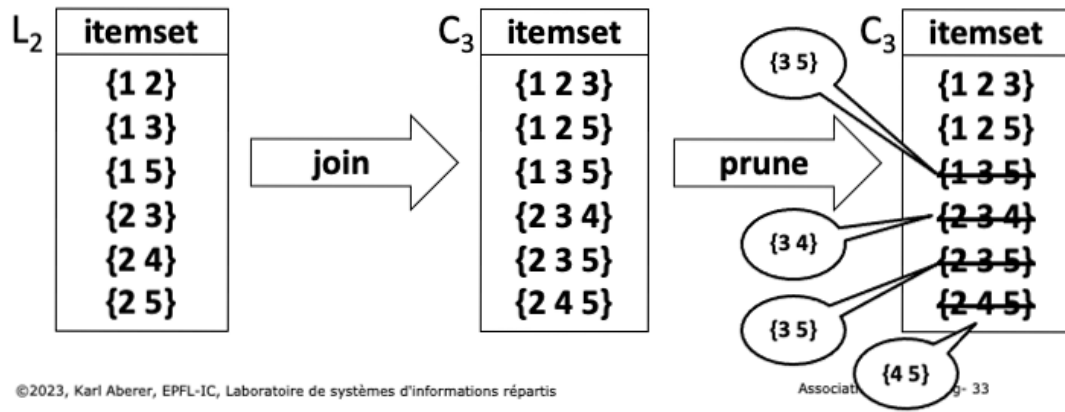 L2 itemset
{1 2}
{1 3}
{1 5}
{2 3}
{2 4}
{2 5}
join
C3 itemset
{1 2 3}
{1 2 5}
{1 3 5}
{2 3 4}
{2 3 5}
{2 4 5}
prune
{3 5}
{3 4}
{3 5}
{4 5}
C3 itemset
{1 2 3}
{1 2 5}
{1 3 5}
{2 3 4}
{2 3 5}
{2 4 5}
©2023, Karl Aberer, EPFL-IC, Laboratoire de systèmes d'informations répartis
- 33